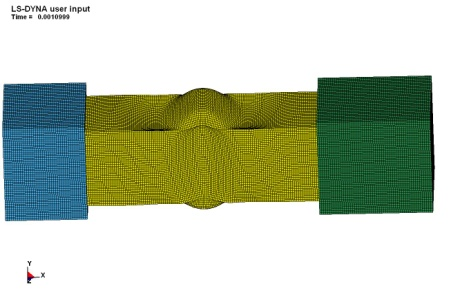 LS-DYNA user input
Time = 0.0010999
Y
X